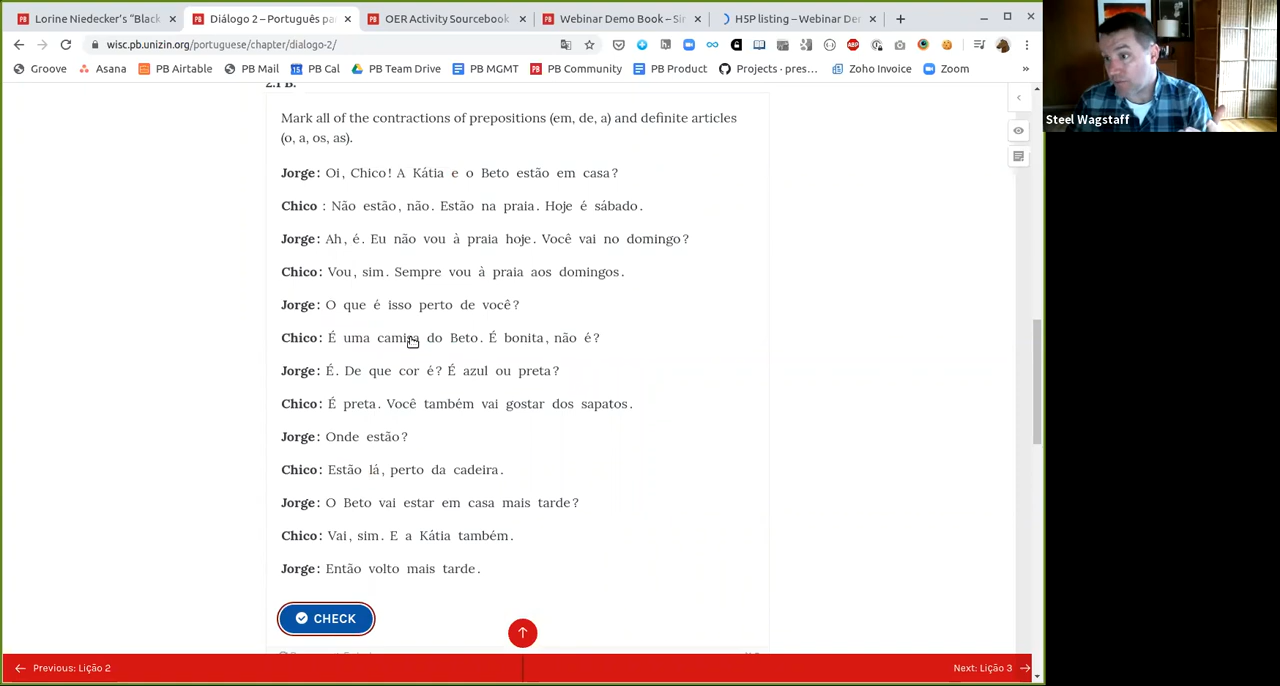 Lorine Niedecker's "Black
Diálogo 2 – Português pa
OER Activity Sourcebook
Webinar Demo Book – Si
H5P listing – Webinar De
wisc.pb.unizin.org/portuguese/chapter/dialogo-2/
Groove
Asana
PB Airtable
PB Mail
PB Cal
PB Team Drive
PB MGMT
PB Community
PB Product
Projects · pres...
Zoho Invoice
Zoom
»
Steel Wagstaff
Mark all of the contractions of prepositions (em, de, a) and definite articles
(o, a, os, as).
Jorge: Oi, Chico! A Kátia e o Beto estão em casa?
Chico : Não estão, não. Estão na praia. Hoje é sábado.
Jorge: Ah, é. Eu não vou à praia hoje. Você vai no domingo?
Chico: Vou, sim. Sempre vou à praia aos domingos.
Jorge: O que é isso perto de você?
Chico: É uma camisa do Beto. É bonita, não é?
Jorge: É. De que cor é? É azul ou preta?
Chico: É preta. Você também vai gostar dos sapatos.
Jorge: Onde estão?
Chico: Estão lá, perto da cadeira.
Jorge: O Beto vai estar em casa mais tarde?
Chico: Vai, sim. E a Kátia também.
Jorge: Então volto mais tarde.
CHECK
Previous: Lição 2
Next: Lição 3